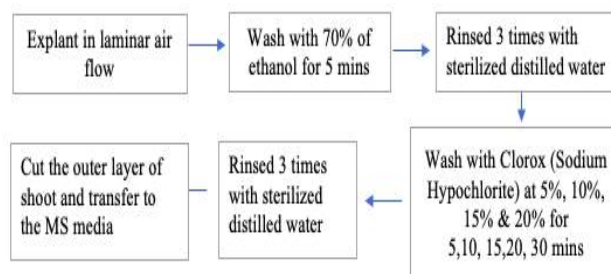 Explant in laminar air
flow
Wash with 70% of
ethanol for 5 mins
Rinsed 3 times with
sterilized distilled water
Wash with Clorox (Sodium
Hypochlorite) at 5%, 10%,
15% & 20% for
5,10, 15,20, 30 mins
Rinsed 3 times
with sterilized
distilled water
Cut the outer layer of
shoot and transfer to
the MS media